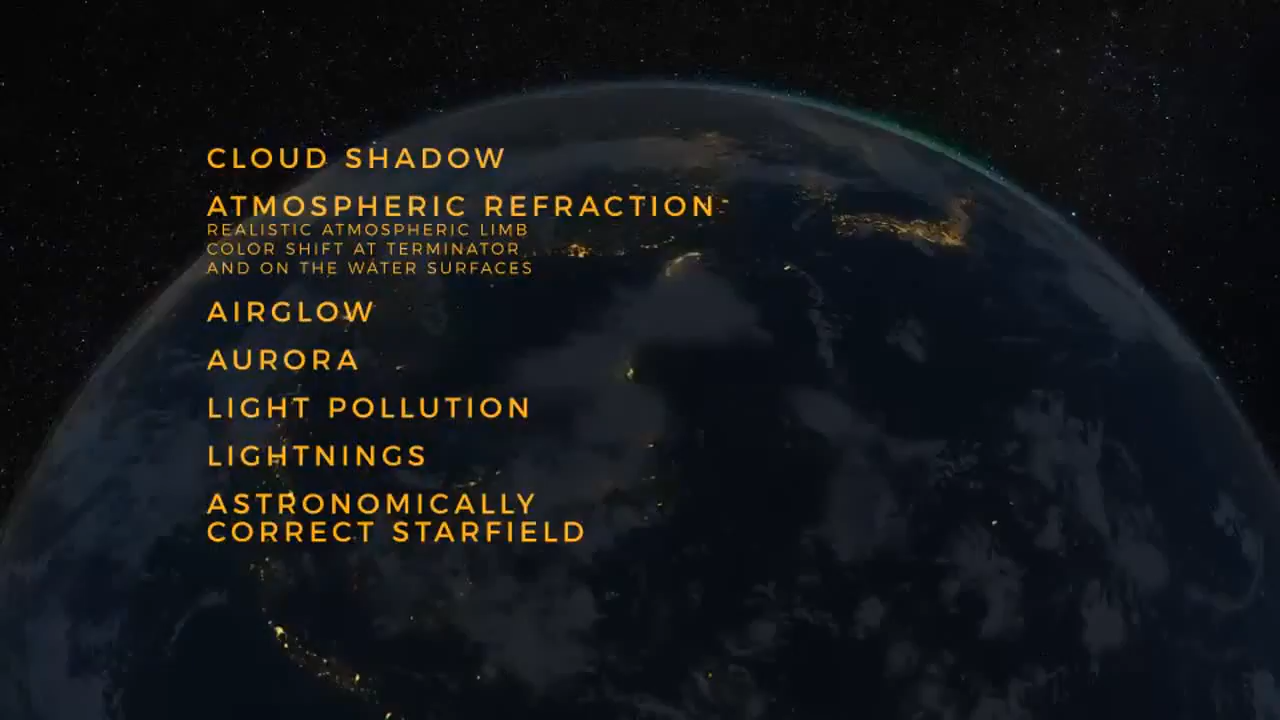 CLOUD SHADOW
ATMOSPHERIC REFRACTION
REALISTIC ATMOSPHERIC LIMB
COLOR SHIFT AT TERMINATOR
AND ON THE WATER SURFACES
AIRGLOW
AURORA
LIGHT POLLUTION
LIGHTNINGS
ASTRONOMICALLY
CORRECT STARFIELD